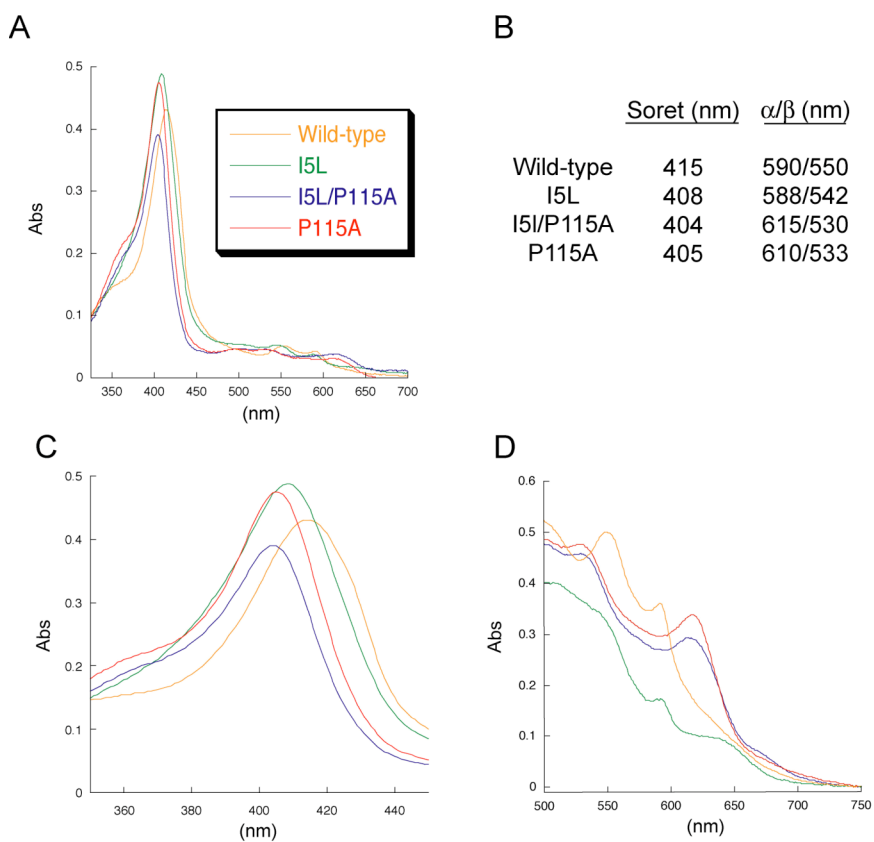 A
B
Abs
0.5
0.4
0.3
0.2
0.1
0
350 400 450 500 550 600 650 700
(nm)
Wild-type
I5L
I5L/P115A
P115A
Soret (nm) α/β (nm)
Wild-type 415 590/550
I5L 408 588/542
I5I/P115A 404 615/530
P115A 405 610/533
C
Abs
0.5
0.4
0.3
0.2
0.1
0
360 380 400 420 440
(nm)
D
Abs
0.6
0.5
0.4
0.3
0.2
0.1
0
500 550 600 650 700 750
(nm)